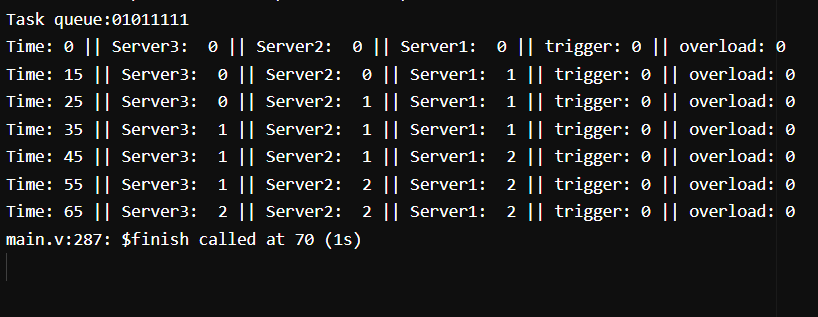 Task queue:01011111
Time: 0 || Server3:  0 || Server2:  0 || Server1:  0 || trigger: 0 || overload: 0
Time: 15 || Server3:  0 || Server2:  0 || Server1:  1 || trigger: 0 || overload: 0
Time: 25 || Server3:  0 || Server2:  1 || Server1:  1 || trigger: 0 || overload: 0
Time: 35 || Server3:  1 || Server2:  1 || Server1:  1 || trigger: 0 || overload: 0
Time: 45 || Server3:  1 || Server2:  1 || Server1:  2 || trigger: 0 || overload: 0
Time: 55 || Server3:  1 || Server2:  2 || Server1:  2 || trigger: 0 || overload: 0
Time: 65 || Server3:  2 || Server2:  2 || Server1:  2 || trigger: 0 || overload: 0
main.v:287: $finish called at 70 (1s)